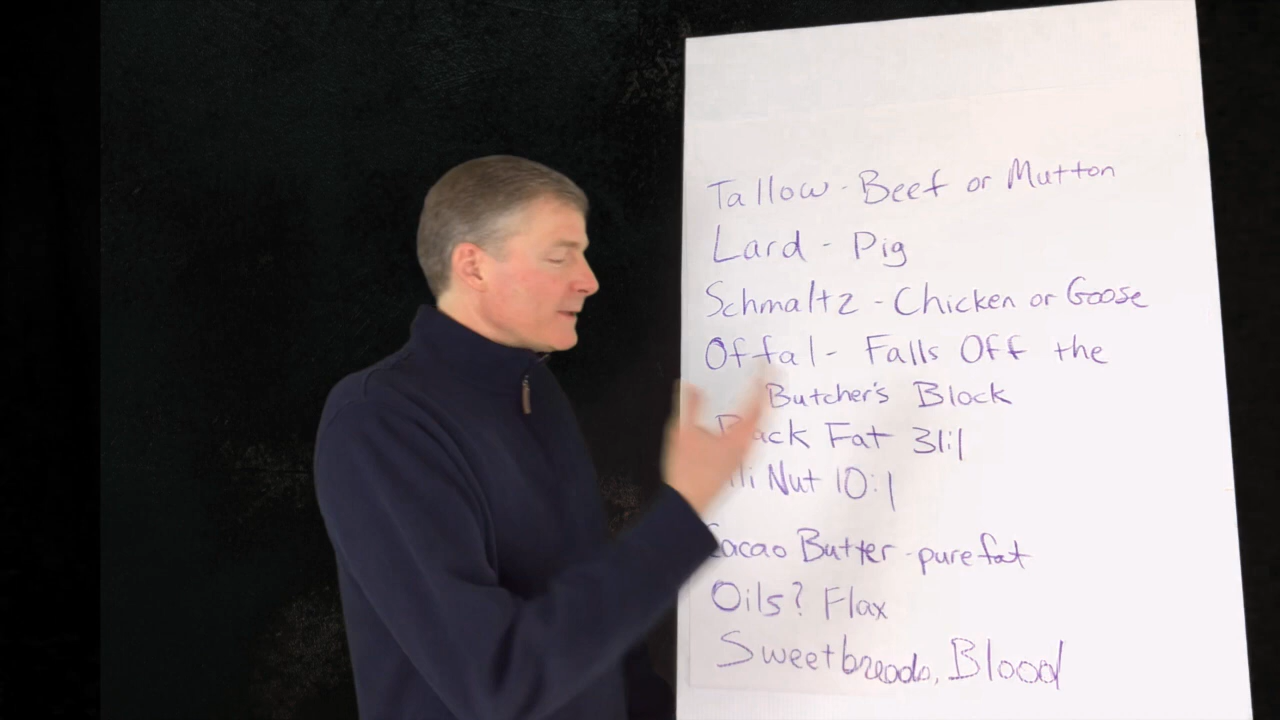 Tallow - Beef or Mutton
Lard - Pig
Schmaltz - Chicken or Goose
Offal - Falls Off the
Butcher's Block
Back Fat 31:1
Nut 10:1
Cacao Butter - pure fat
Oils? Flax
Sweetbreads, Blood